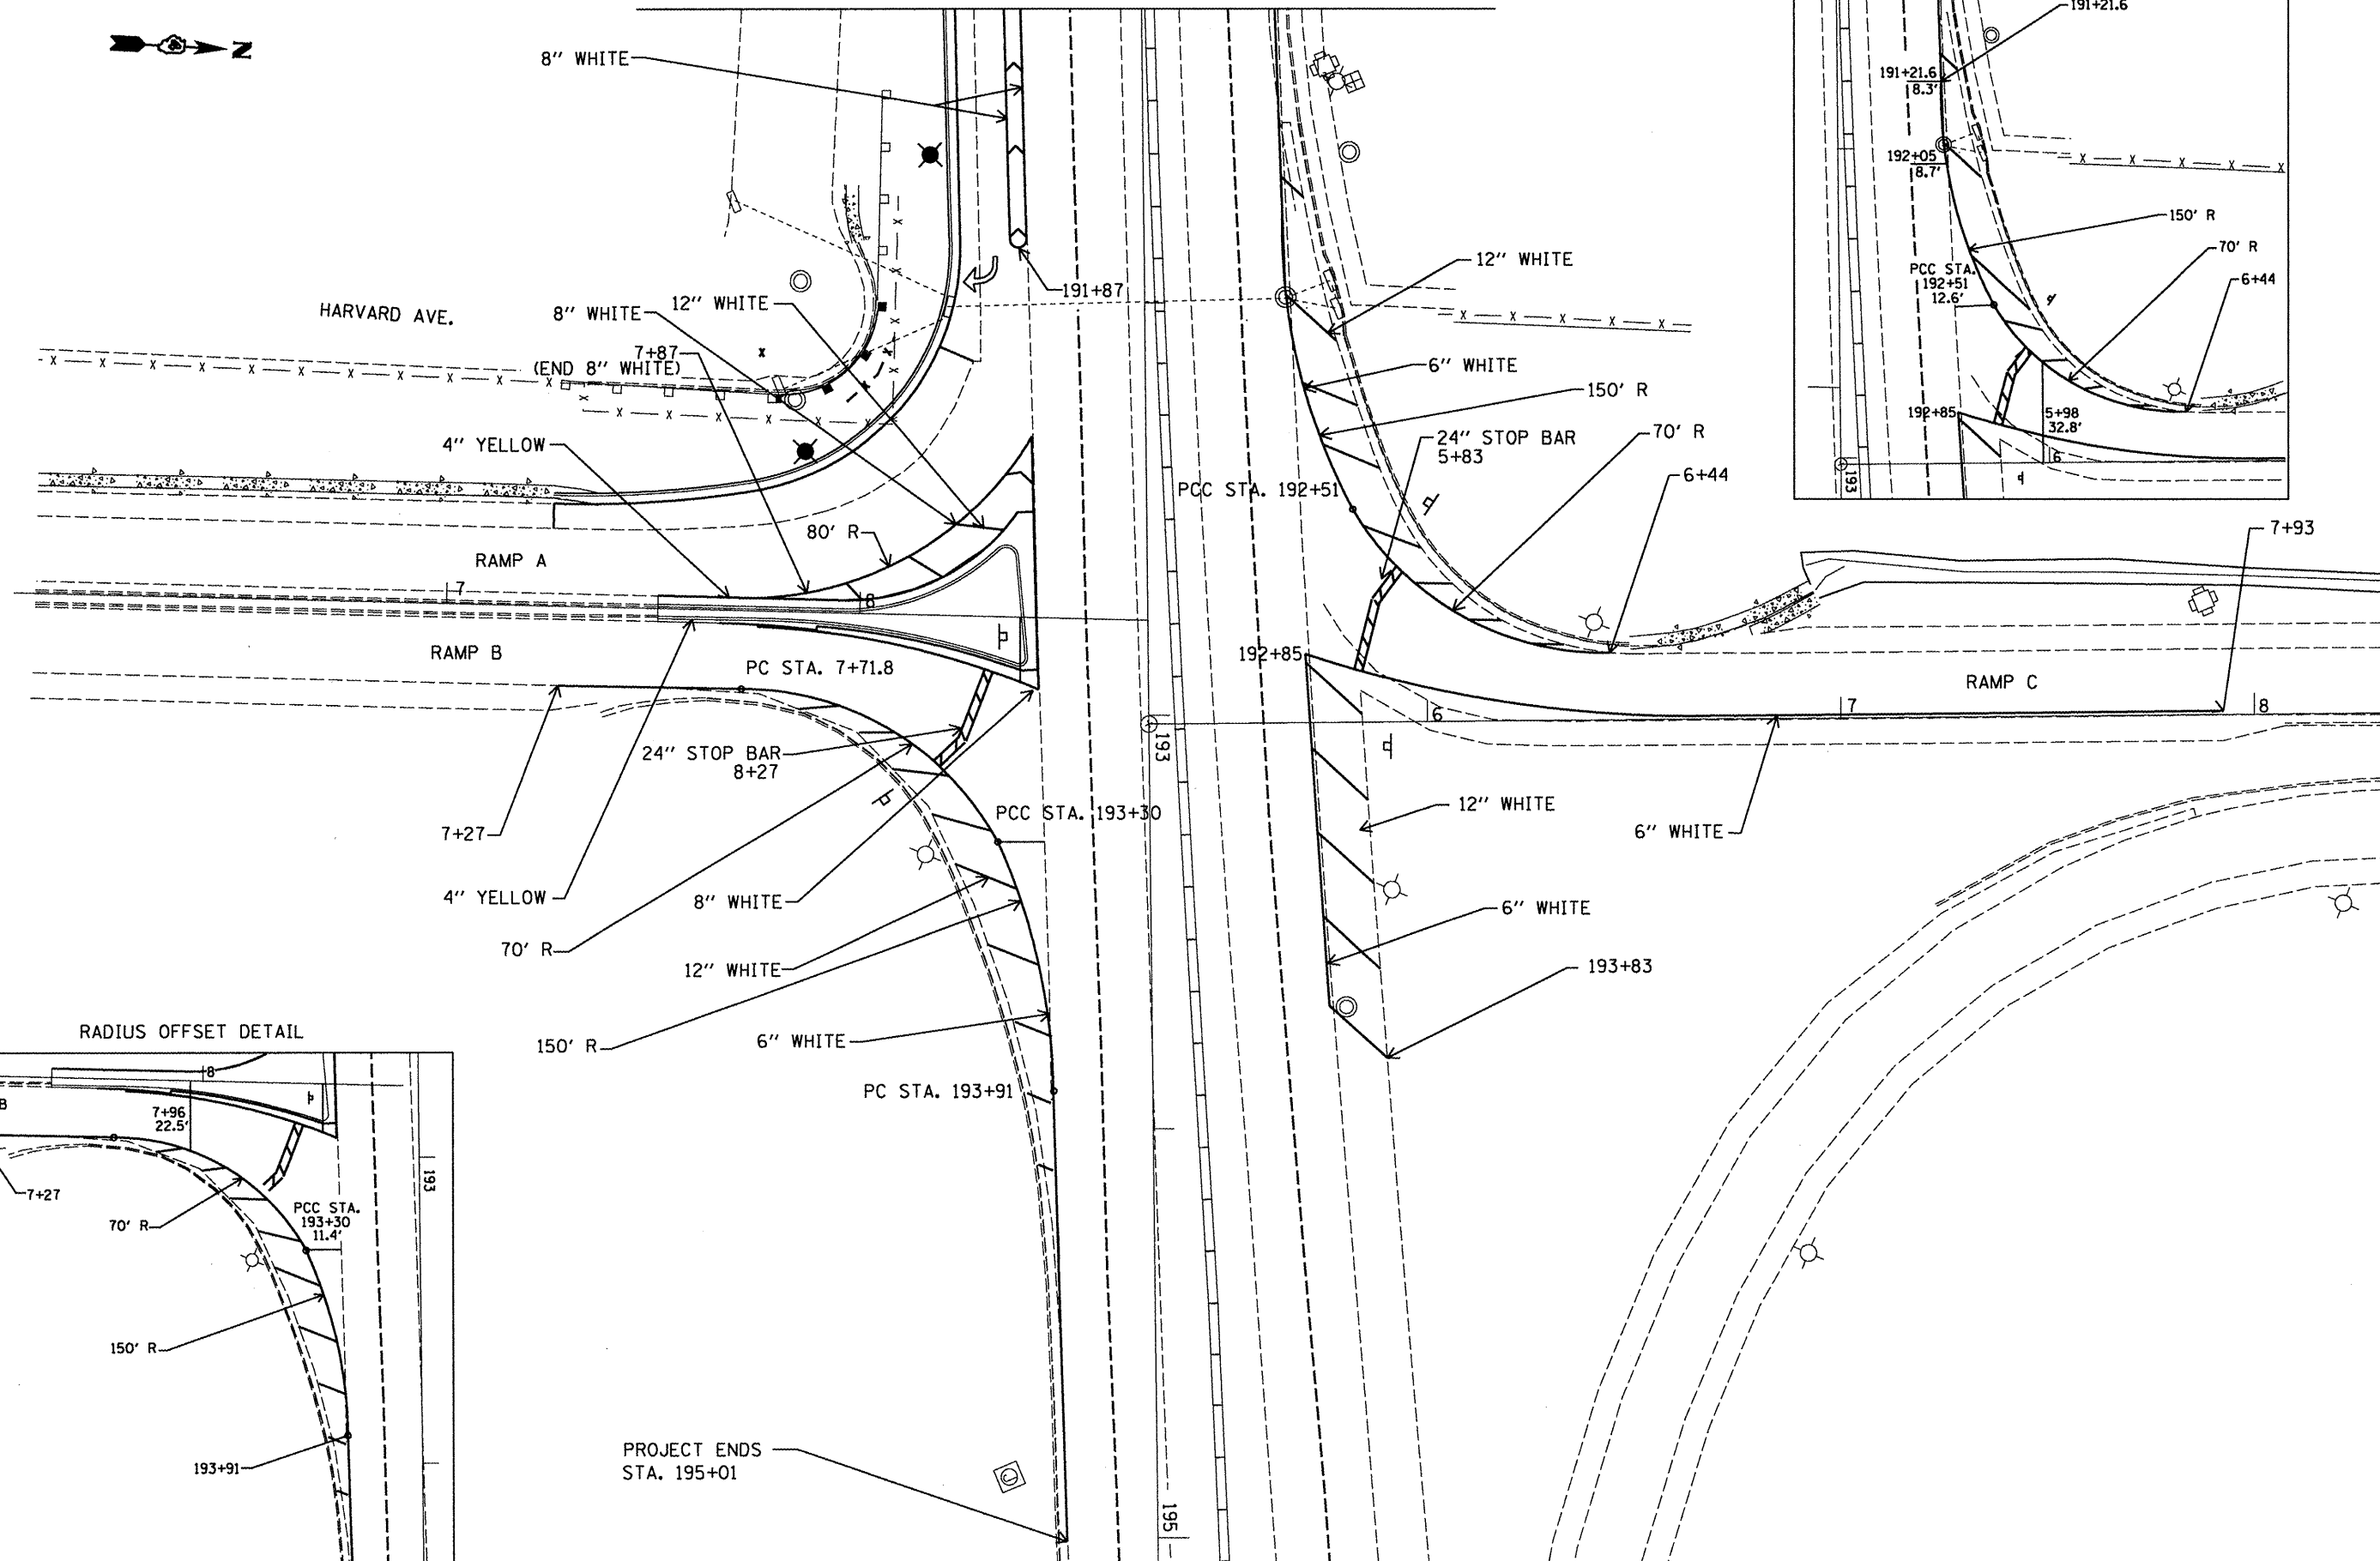 N
8" WHITE
191+21.6
191+21.6
8.3'
192+05
8.7'
150' R
70' R
PCC STA.
192+51
12.6'
6+44
192+85
5+98
32.8'
6
193
HARVARD AVE.
8" WHITE
12" WHITE
191+87
7+87
(END 8" WHITE)
12" WHITE
6" WHITE
150' R
4" YELLOW
24" STOP BAR
5+83
70' R
PCC STA. 192+51
6+44
80' R
7+93
RAMP A
7
8
RAMP B
PC STA. 7+71.8
192+85
RAMP C
6
7
8
193
24" STOP BAR
8+27
PCC STA. 193+30
12" WHITE
7+27
6" WHITE
4" YELLOW
8" WHITE
6" WHITE
70' R
12" WHITE
193+83
150' R
6" WHITE
PC STA. 193+91
RADIUS OFFSET DETAIL
8
B
7+96
22.5'
193
7+27
70' R
PCC STA.
193+30
11.4'
150' R
193+91
PROJECT ENDS
STA. 195+01
195